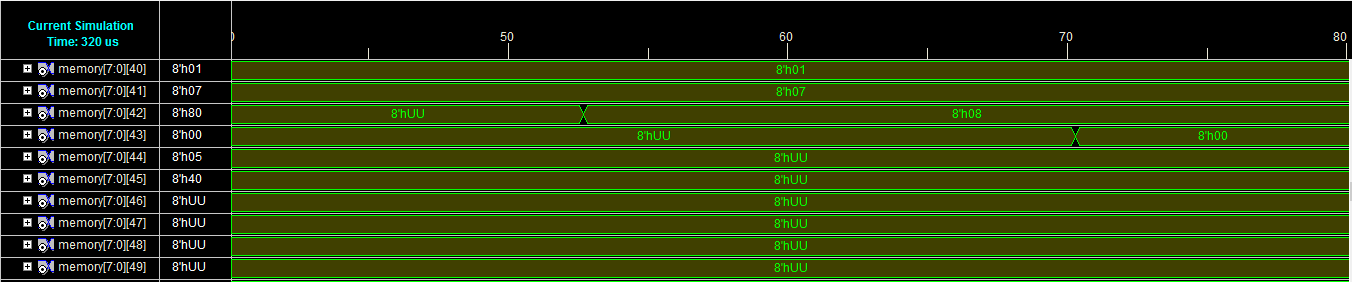 Current Simulation
Time: 320 us
0 50 60 70 80
memory[7:0][40] 8'h01 8'h01
memory[7:0][41] 8'h07 8'h07
memory[7:0][42] 8'h80 8'hUU 8'h08
memory[7:0][43] 8'h00 8'hUU 8'h00
memory[7:0][44] 8'h05 8'hUU
memory[7:0][45] 8'h40 8'hUU
memory[7:0][46] 8'hUU 8'hUU
memory[7:0][47] 8'hUU 8'hUU
memory[7:0][48] 8'hUU 8'hUU
memory[7:0][49] 8'hUU 8'hUU